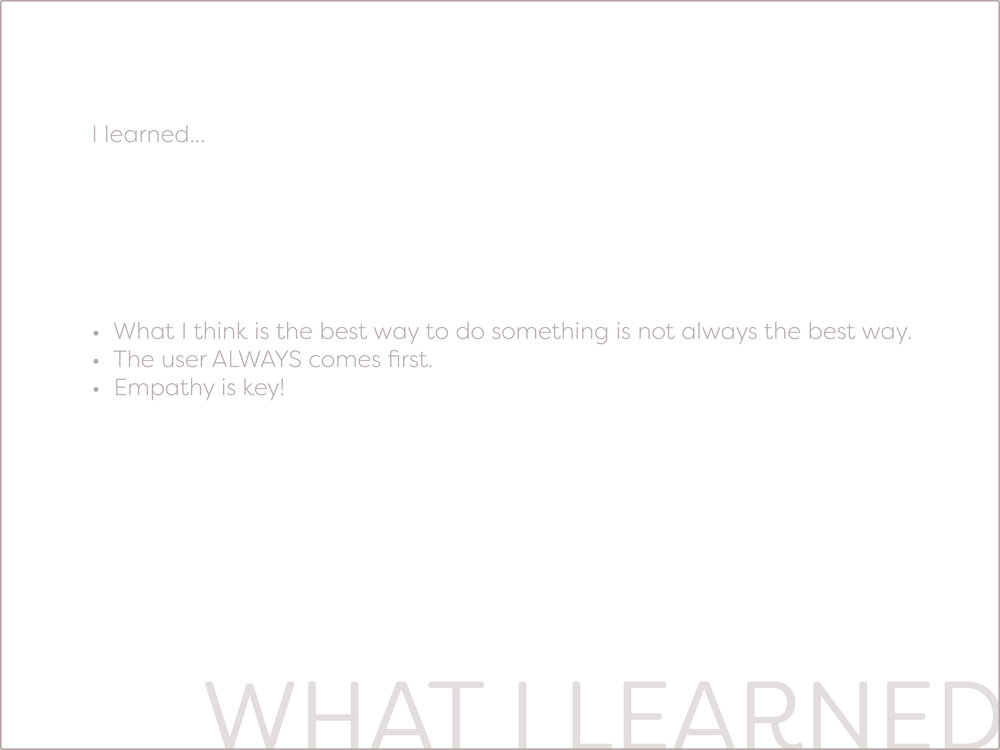 I learned...
• What I think is the best way to do something is not always the best way.
• The user ALWAYS comes first.
• Empathy is key!
WHAT I LEARNED